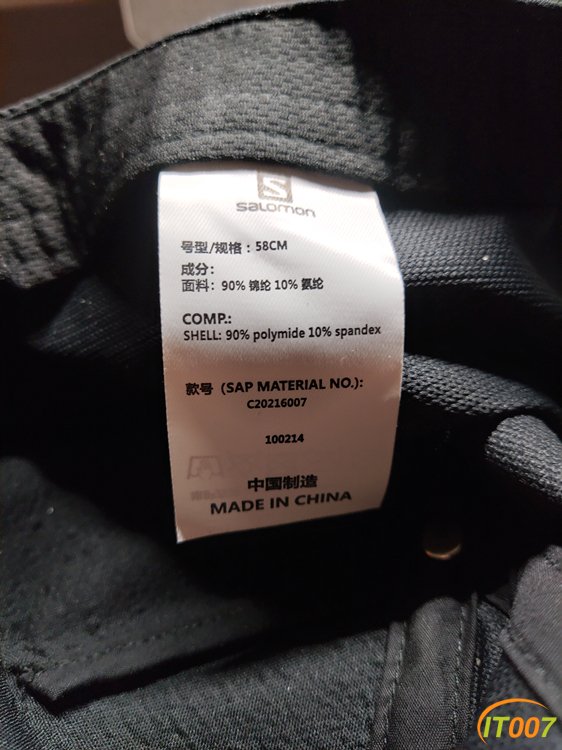 S
salomon
号型/规格：58CM
成分：
面料：90% 锦纶 10% 氨纶
COMP.:
SHELL: 90% polymide 10% spandex
款号 (SAP MATERIAL NO.):
C20216007
100214
中国制造
MADE IN CHINA
IT007